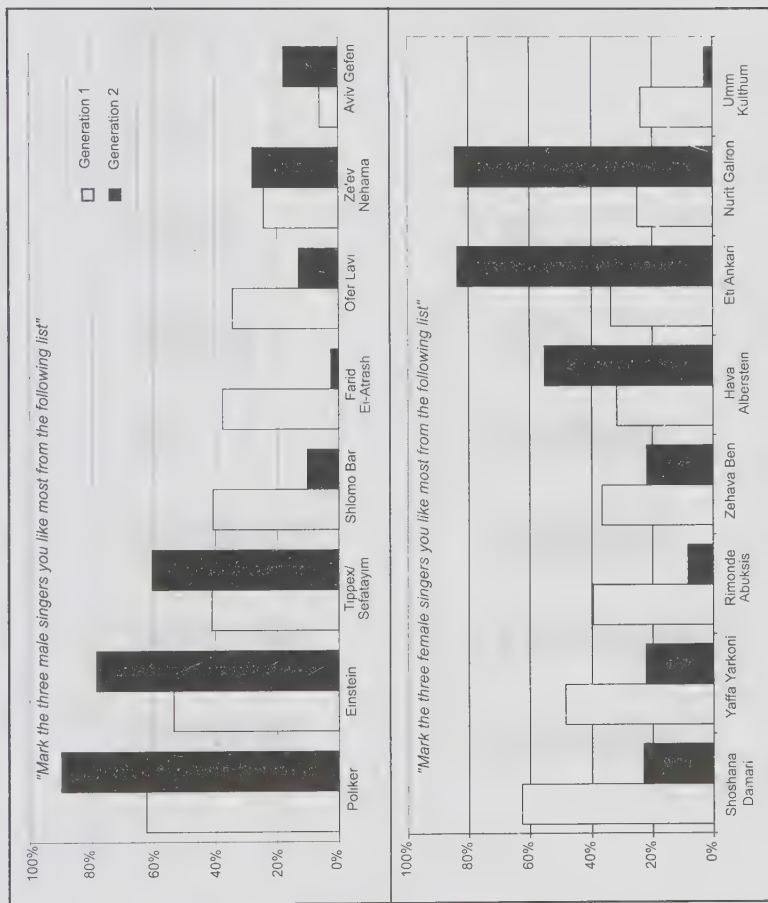 "Mark the three male singers you like most from the following list"
Generation 1
Generation 2
100%
80%
60%
40%
20%
0%
Poliker
Einstein
Tippex/
Sefatayim
Shlomo Bar
Farid
El-Atrash
Ofer Lavi
Ze'ev
Nehama
Aviv Gefen
"Mark the three female singers you like most from the following list"
100%
80%
60%
40%
20%
0%
Shoshana
Damari
Yaffa Yarkoni
Rimonde
Abuksis
Zehava Ben
Hava
Alberstein
Eti Ankari
Nurit Galron
Umm
Kulthum